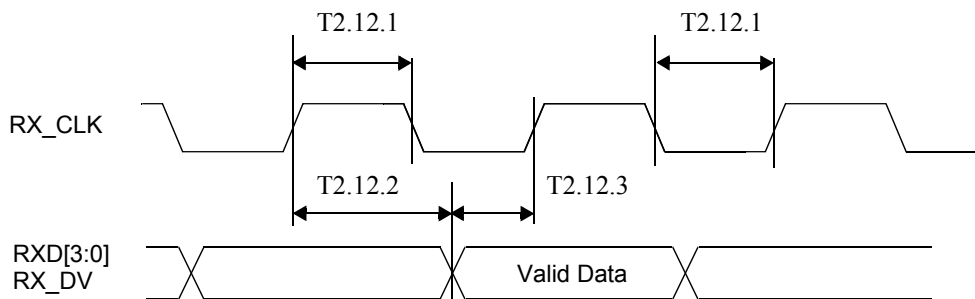 T2.12.1 T2.12.1
RX_CLK
T2.12.2 T2.12.3
RXD[3:0]
RX_DV
Valid Data